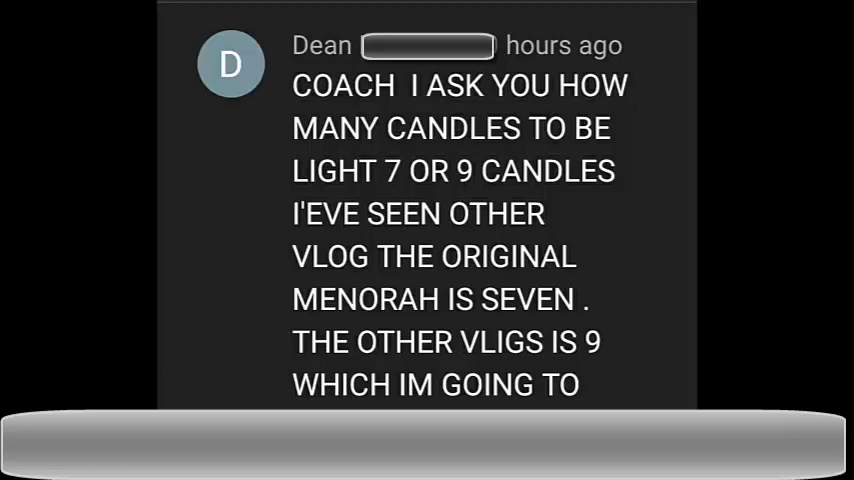 D
Dean hours ago
COACH I ASK YOU HOW
MANY CANDLES TO BE
LIGHT 7 OR 9 CANDLES
I'EVE SEEN OTHER
VLOG THE ORIGINAL
MENORAH IS SEVEN .
THE OTHER VLIGS IS 9
WHICH IM GOING TO